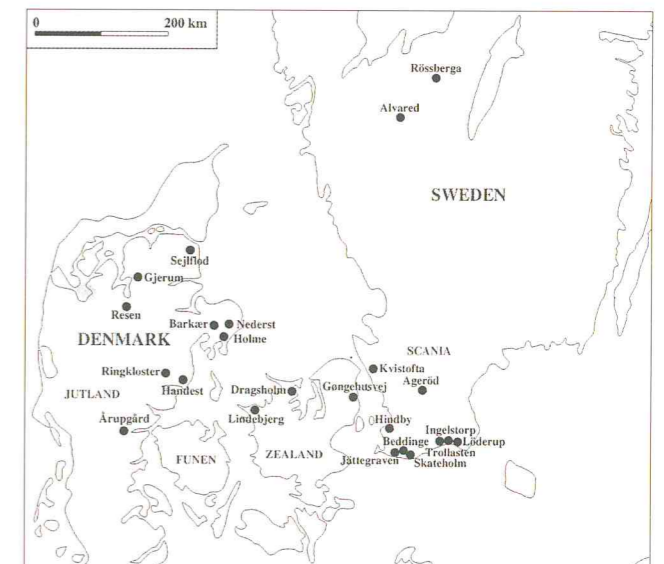 0 200 km
Rössberga
Alvared
SWEDEN
Sejlflod
Gjerum
Resen
Barkær Nederst
Holme
DENMARK
SCANIA
Ringkloster
Kvistofta
Handest
Dragsholm
Gongehusvej
Ageröd
JUTLAND
Lindebjerg
Årupgård
Hindby
Ingelstorp
FUNEN
ZEALAND
Beddinge
Löderup
Trollasten
Jättegraven
Skateholm